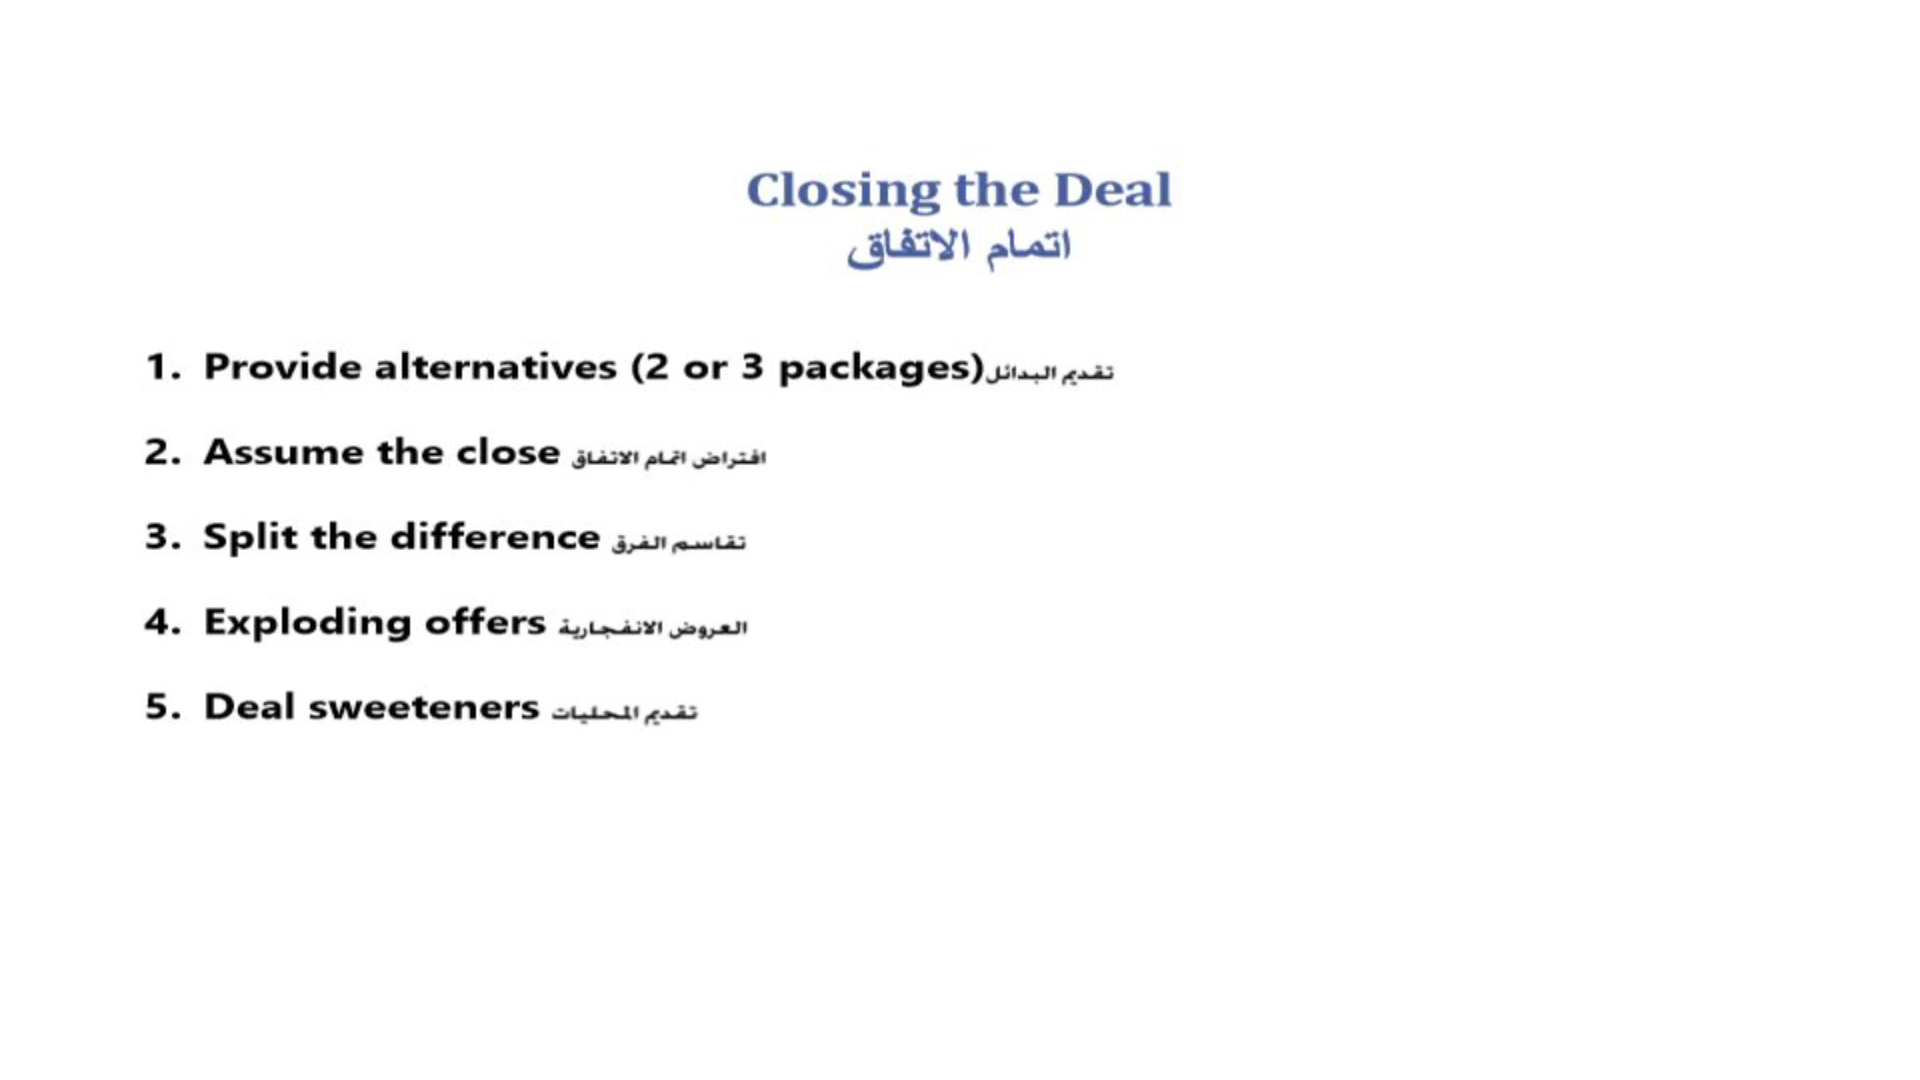 Closing the Deal
اتمام الاتفاق
1. Provide alternatives (2 or 3 packages)تقديم البدائل
2. Assume the close افتراض اتمام الاتفاق
3. Split the difference تقاسم الفرق
4. Exploding offers العروض الانفجارية
5. Deal sweeteners تقديم المحليات